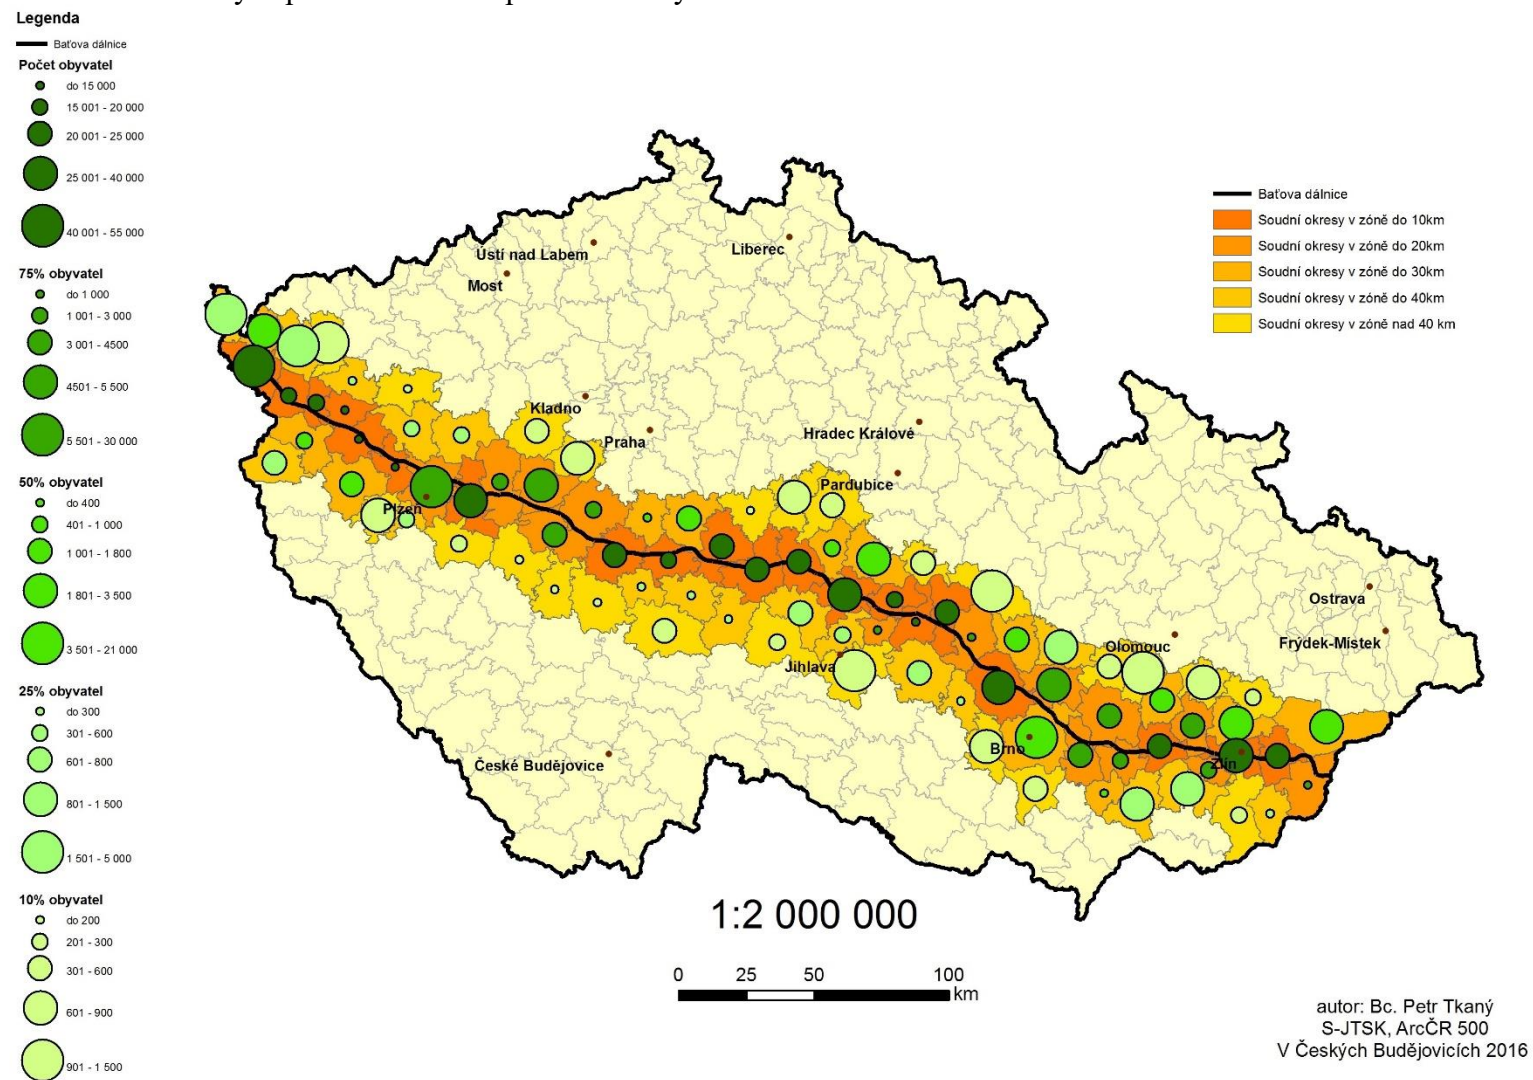 Legenda
Baťova dálnice
Počet obyvatel
do 15 000
15 001 - 20 000
20 001 - 25 000
25 001 - 40 000
40 001 - 55 000
75% obyvatel
do 1 000
1 001 - 3 000
3 001 - 4500
4501 - 5 500
5 501 - 30 000
50% obyvatel
do 400
401 - 1 000
1 001 - 1 800
1 801 - 3 500
3 501 - 21 000
25% obyvatel
do 300
301 - 600
601 - 800
801 - 1 500
1 501 - 5 000
10% obyvatel
do 200
201 - 300
301 - 600
601 - 900
901 - 1 500
Baťova dálnice
Soudní okresy v zóně do 10km
Soudní okresy v zóně do 20km
Soudní okresy v zóně do 30km
Soudní okresy v zóně do 40km
Soudní okresy v zóně nad 40 km
Ústí nad Labem
Liberec
Most
Kladno
Praha
Hradec Králové
Pardubice
Plzeň
Ostrava
Olomouc
Frýdek-Místek
Jihlava
Brno
Zlín
České Budějovice
1:2 000 000
0 25 50 100
km
autor: Bc. Petr Tkaný
S-JTSK, ArcČR 500
V Českých Budějovicích 2016